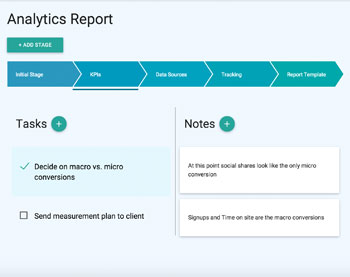 Analytics Report
+ ADD STAGE
Initial Stage
KPIs
Data Sources
Tracking
Report Template
Tasks +
Notes +
Decide on macro vs. micro
conversions
At this point social shares look like the only micro
conversion
Send measurement plan to client
Signups and Time on site are the macro conversions